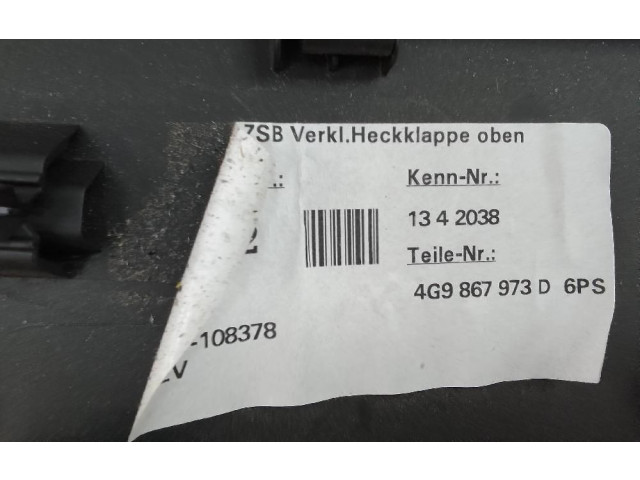 ZSB Verkl.Heckklappe oben
Kenn-Nr.:
13 4 2038
Teile-Nr.:
4G9 867 973 D 6PS
-108378